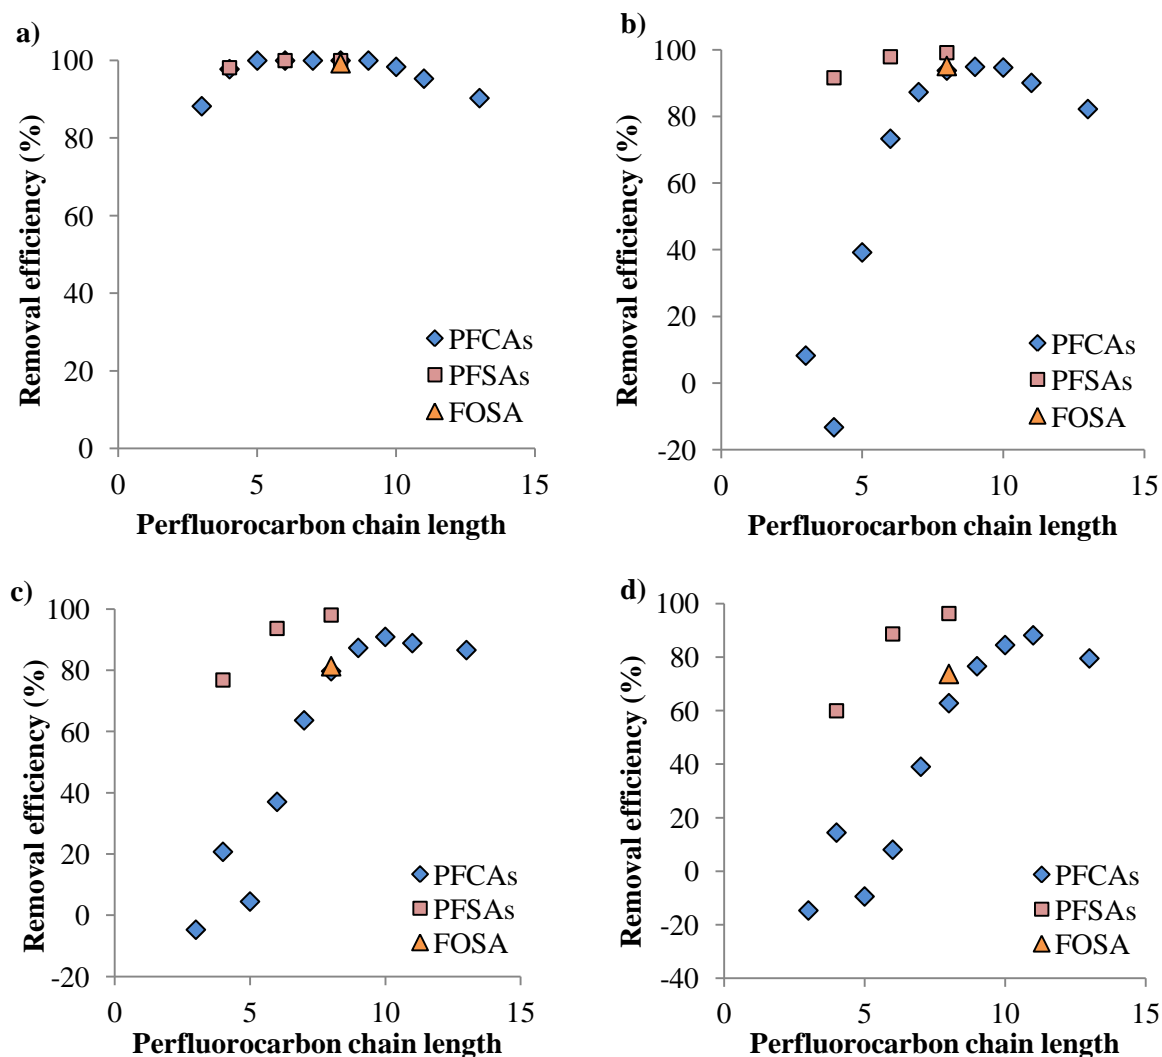 a)
Removal efficiency (%)
100
80
60
40
20
0
0 5 10 15
Perfluorocarbon chain length
PFCAs
PFSAs
FOSA
b)
Removal efficiency (%)
100
80
60
40
20
0
-20
0 5 10 15
Perfluorocarbon chain length
PFCAs
PFSAs
FOSA
c)
Removal efficiency (%)
100
80
60
40
20
0
-20
0 5 10 15
Perfluorocarbon chain length
PFCAs
PFSAs
FOSA
d)
Removal efficiency (%)
100
80
60
40
20
0
-20
-40
0 5 10 15
Perfluorocarbon chain length
PFCAs
PFSAs
FOSA